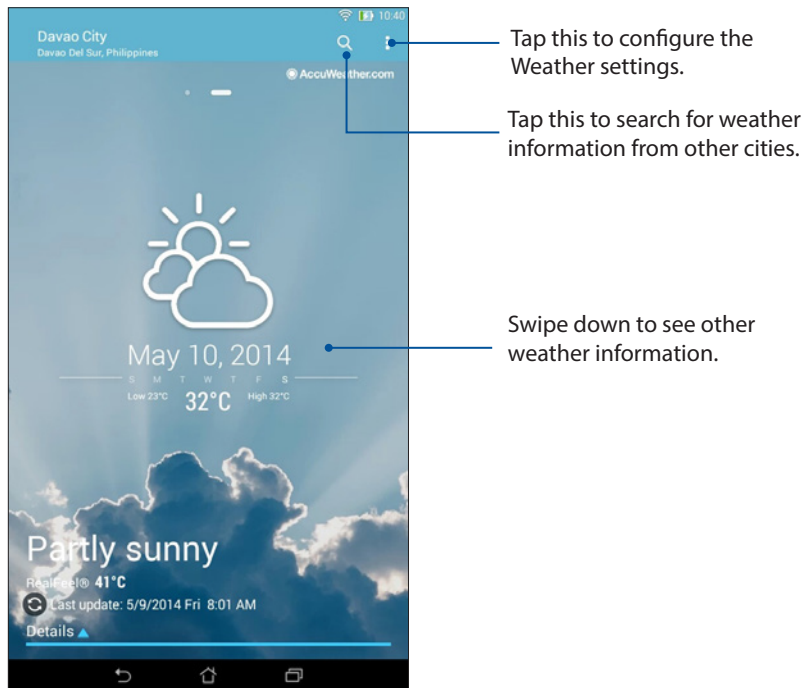 10:40
Davao City
Davao Del Sur, Philippines
AccuWeather.com
Tap this to configure the
Weather settings.
Tap this to search for weather
information from other cities.
Swipe down to see other
weather information.
May 10, 2014
S M T W T F S
Low 23°C 32°C High 32°C
Partly sunny
RealFeel® 41°C
Last update: 5/9/2014 Fri 8:01 AM
Details